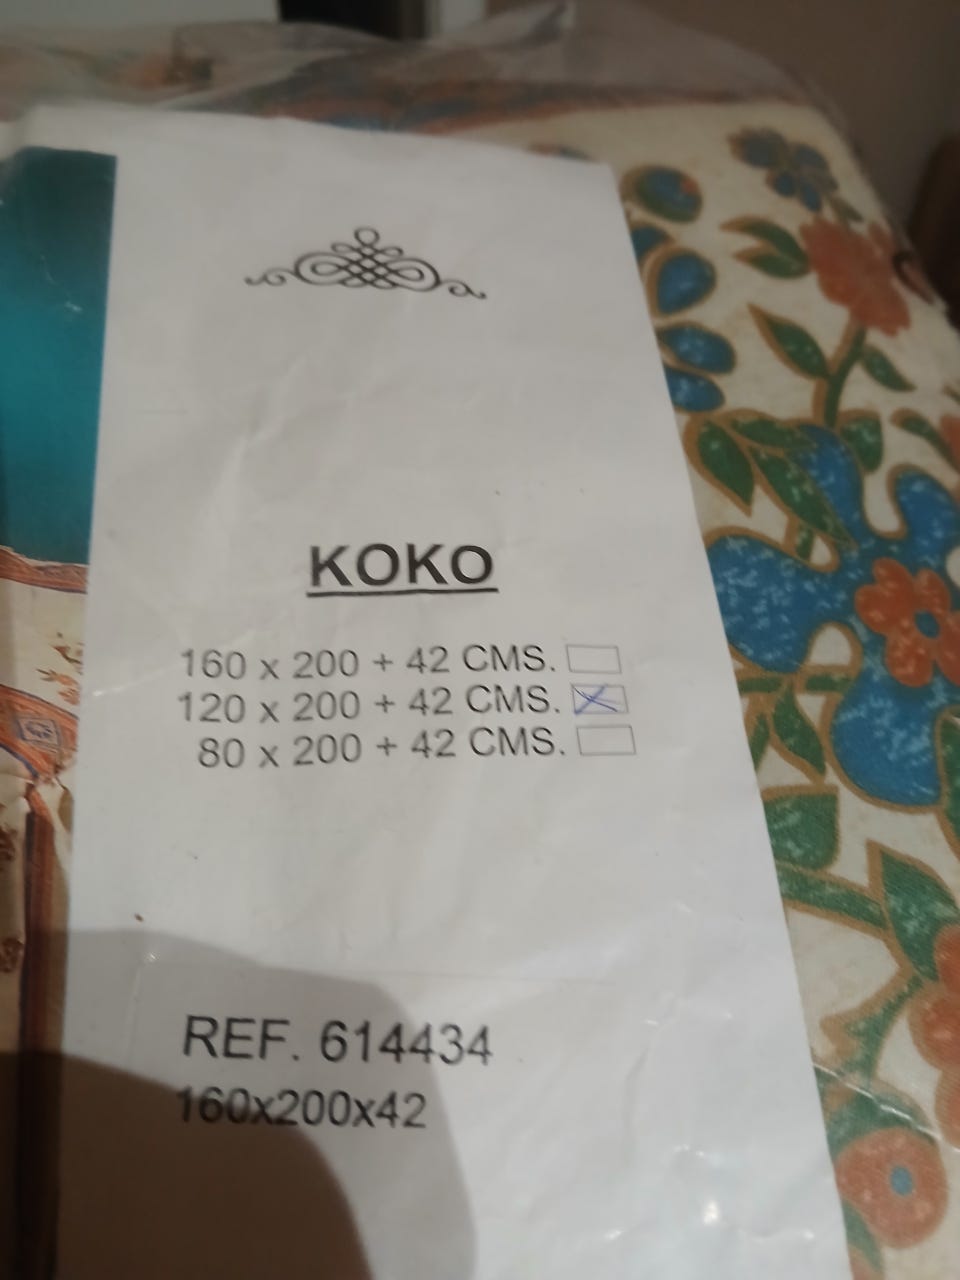 KOKO
160 x 200 + 42 CMS.
120 x 200 + 42 CMS.
80 x 200 + 42 CMS.
REF. 614434
160x200x42